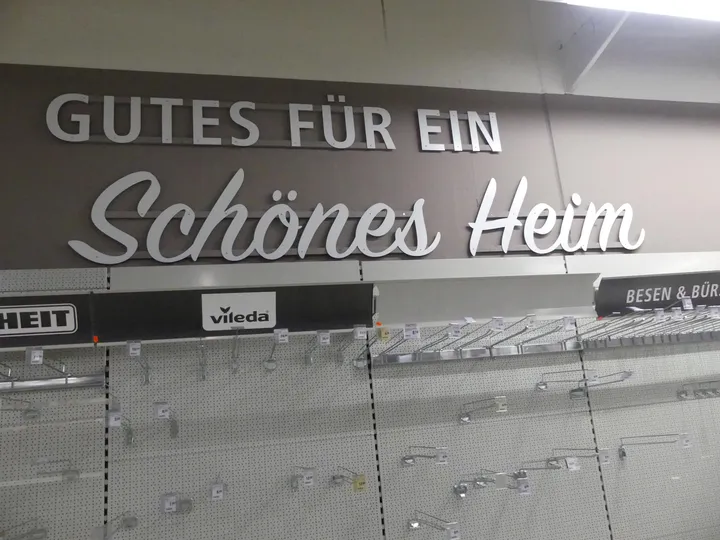 GUTES FÜR EIN
Schönes Heim
HEIT
vileda
BESEN & BÜR